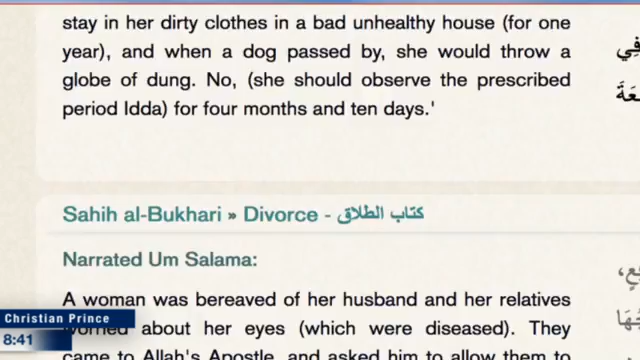 stay in her dirty clothes in a bad unhealthy house (for one
year), and when a dog passed by, she would throw a
globe of dung. No, (she should observe the prescribed
period Idda) for four months and ten days.'
Sahih al-Bukhari » Divorce - كتاب الطلاق
Narrated Um Salama:
A woman was bereaved of her husband and her relatives
worried about her eyes (which were diseased). They
came to Allah's Apostle, and asked him to allow them to
Christian Prince
8:41